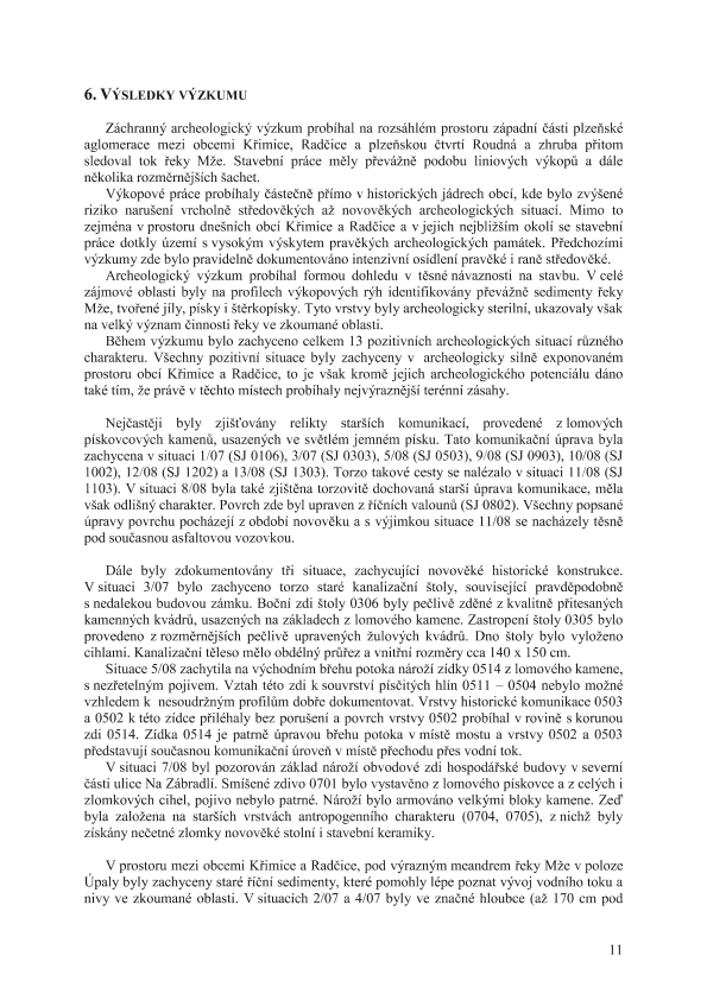 6. VÝSLEDKY VÝZKUMU
Záchranný archeologický výzkum probíhal na rozsáhlém prostoru západní části plzeňské
aglomerace mezi obcemi Křimice, Radčice a plzeňskou čtvrtí Roudná a zhruba přitom
sledoval tok řeky Mže. Stavební práce měly převážně podobu liniových výkopů a dále
několika rozměrnějších šachet.
Výkopové práce probíhaly částečně přímo v historických jádrech obcí, kde bylo zvýšené
riziko narušení vrcholně středověkých až novověkých archeologických situací. Mimo to
zejména v prostoru dnešních obcí Křimice a Radčice a v jejich nejbližším okolí se stavební
práce dotkly území s vysokým výskytem pravěkých archeologických památek. Předchozími
výzkumy zde bylo pravidelně dokumentováno intenzivní osídlení pravěké i raně středověké.
Archeologický výzkum probíhal formou dohledu v těsné návaznosti na stavbu. V celé
zájmové oblasti byly na profilech výkopových rýh identifikovány převážně sedimenty řeky
Mže, tvořené jíly, písky i štěrkopísky. Tyto vrstvy byly archeologicky sterilní, ukazovaly však
na velký význam činnosti řeky ve zkoumané oblasti.
Během výzkumu bylo zachyceno celkem 13 pozitivních archeologických situací různého
charakteru. Všechny pozitivní situace byly zachyceny v archeologicky silně exponovaném
prostoru obcí Křimice a Radčice, to je však kromě jejich archeologického potenciálu dáno
také tím, že právě v těchto místech probíhaly nejvýraznější terénní zásahy.
Nejčastěji byly zjišťovány relikty starších komunikací, provedené z lomových
pískovcových kamenů, usazených ve světlém jemném písku. Tato komunikační úprava byla
zachycena v situaci 1/07 (SJ 0106), 3/07 (SJ 0303), 5/08 (SJ 0503), 9/08 (SJ 0903), 10/08 (SJ
1002), 12/08 (SJ 1202) a 13/08 (SJ 1303). Torzo takové cesty se nalézalo v situaci 11/08 (SJ
1103). V situaci 8/08 byla také zjištěna torzovitě dochovaná starší úprava komunikace, měla
však odlišný charakter. Povrch zde byl upraven z říčních valounů (SJ 0802). Všechny popsané
úpravy povrchu pocházejí z období novověku a s výjimkou situace 11/08 se nacházely těsně
pod současnou asfaltovou vozovkou.
Dále byly zdokumentovány tři situace, zachycující novověké historické konstrukce.
V situaci 3/07 bylo zachyceno torzo staré kanalizační štoly, související pravděpodobně
s nedalekou budovou zámku. Boční zdi štoly 0306 byly pečlivě zděné z kvalitně přitesaných
kamenných kvádrů, usazených na základech z lomového kamene. Zastropení štoly 0305 bylo
provedeno z rozměrnějších pečlivě upravených žulových kvádrů. Dno štoly bylo vyloženo
cihlami. Kanalizační těleso mělo obdélný průřez a vnitřní rozměry cca 140 x 150 cm.
Situace 5/08 zachytila na východním břehu potoka nároží zídky 0514 z lomového kamene,
s nezřetelným pojivem. Vztah této zdi k souvrství písčitých hlín 0511 – 0504 nebylo možné
vzhledem k nesoudržným profilům dobře dokumentovat. Vrstvy historické komunikace 0503
a 0502 k této zídce přiléhaly bez porušení a povrch vrstvy 0502 probíhal v rovině s korunou
zdi 0514. Zídka 0514 je patrně úpravou břehu potoka v místě mostu a vrstvy 0502 a 0503
představují současnou komunikační úroveň v místě přechodu přes vodní tok.
V situaci 7/08 byl pozorován základ nároží obvodové zdi hospodářské budovy v severní
části ulice Na Zábradlí. Smíšené zdivo 0701 bylo vystavěno z lomového pískovce a z celých i
zlomkových cihel, pojivo nebylo patrné. Nároží bylo armováno velkými bloky kamene. Zeď
byla založena na starších vrstvách antropogenního charakteru (0704, 0705), z nichž byly
získány nečetné zlomky novověké stolní i stavební keramiky.
V prostoru mezi obcemi Křimice a Radčice, pod výrazným meandrem řeky Mže v poloze
Úpaly byly zachyceny staré říční sedimenty, které pomohly lépe poznat vývoj vodního toku a
nivy ve zkoumané oblasti. V situacích 2/07 a 4/07 byly ve značné hloubce (až 170 cm pod
11